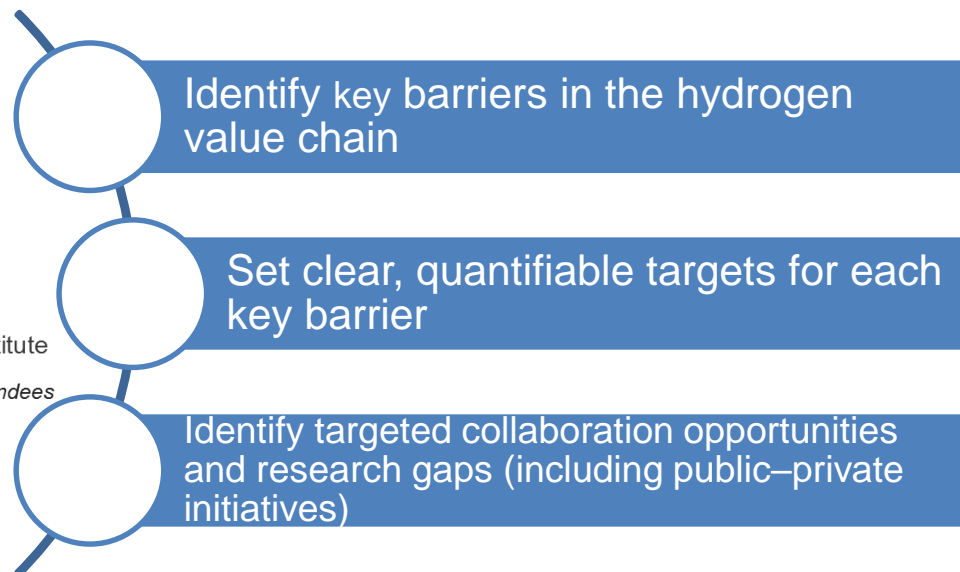 Identify key barriers in the hydrogen
value chain
Set clear, quantifiable targets for each
key barrier
titute
ndees
Identify targeted collaboration opportunities
and research gaps (including public–private
initiatives)